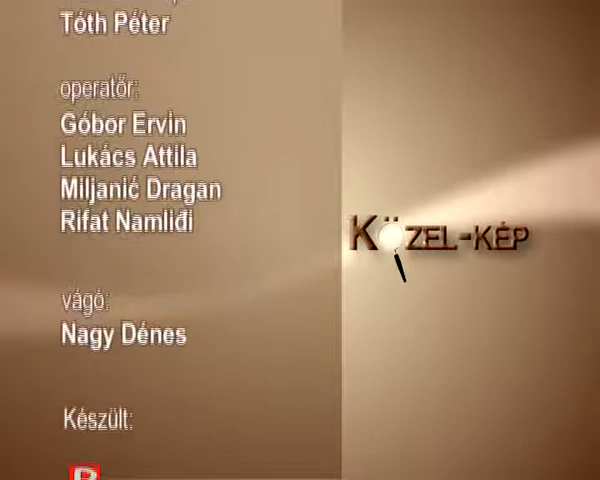 Tóth Péter
operatőr:
Góbor Ervin
Lukács Attila
Miljanić Dragan
Rifat Namliđi
KÖZEL-KÉP
vágó:
Nagy Dénes
Készült: